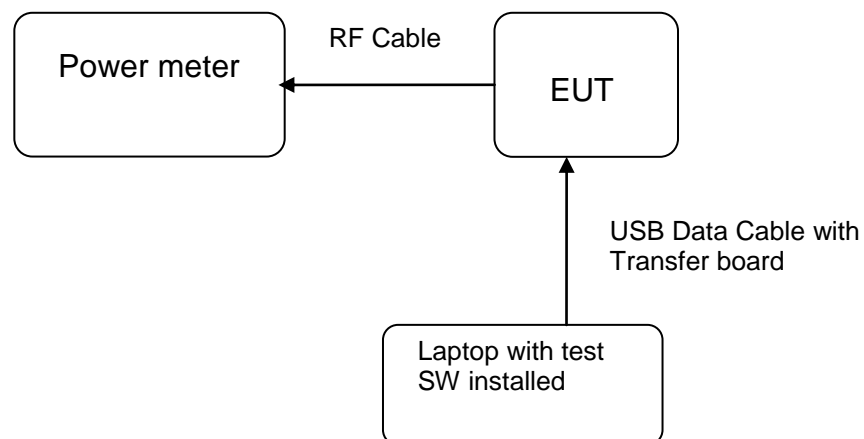 RF Cable
Power meter
EUT
USB Data Cable with
Transfer board
Laptop with test
SW installed